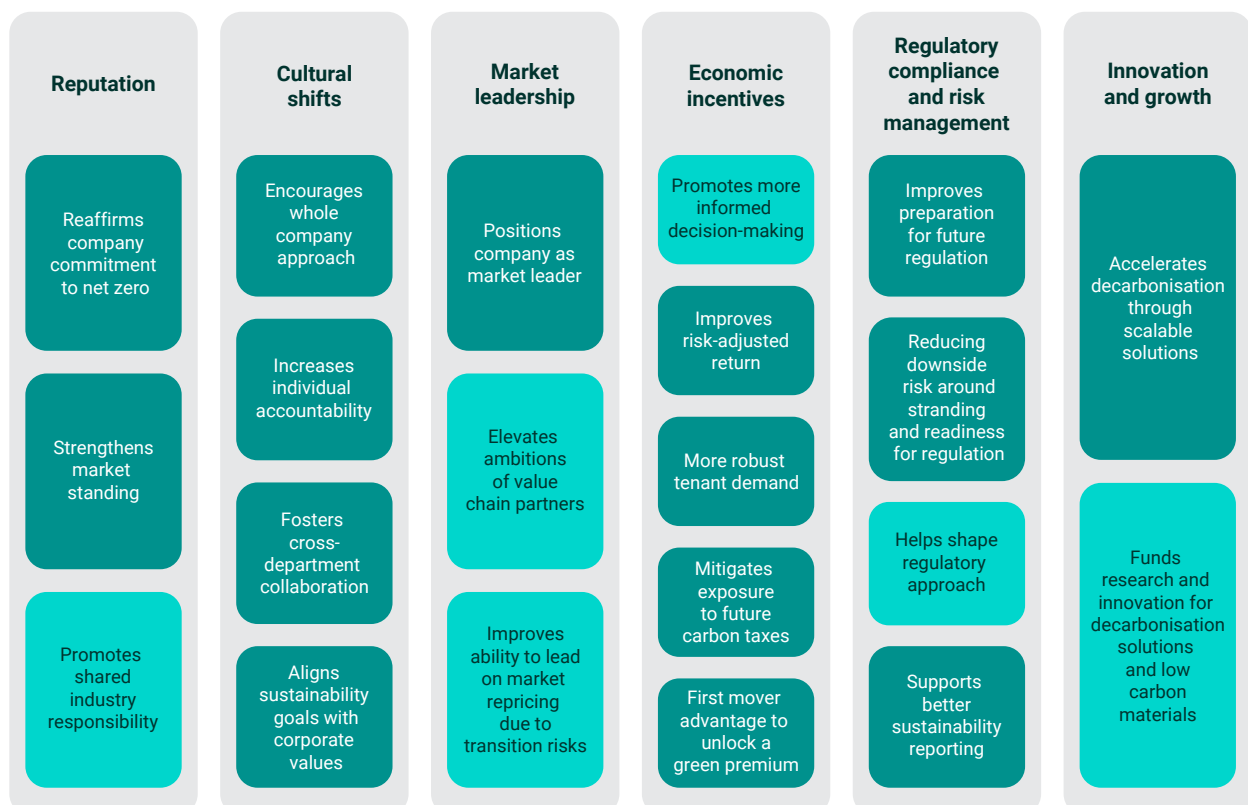 Reputation
Reaffirms
company
commitment
to net zero
Strengthens
market
standing
Promotes
shared
industry
responsibility
Cultural
shifts
Encourages
whole
company
approach
Increases
individual
accountability
Fosters
cross-
department
collaboration
Aligns
sustainability
goals with
corporate
values
Market
leadership
Positions
company as
market leader
Elevates
ambitions
of value
chain partners
Improves
ability to lead
on market
repricing
due to
transition risks
Economic
incentives
Promotes more
informed
decision-making
Improves
risk-adjusted
return
More robust
tenant demand
Mitigates
exposure
to future
carbon taxes
First mover
advantage to
unlock a
green premium
Regulatory
compliance
and risk
management
Improves
preparation
for future
regulation
Reducing
downside
risk around
stranding
and readiness
for regulation
Helps shape
regulatory
approach
Supports
better
sustainability
reporting
Innovation
and growth
Accelerates
decarbonisation
through
scalable
solutions
Funds
research and
innovation for
decarbonisation
solutions
and low
carbon
materials